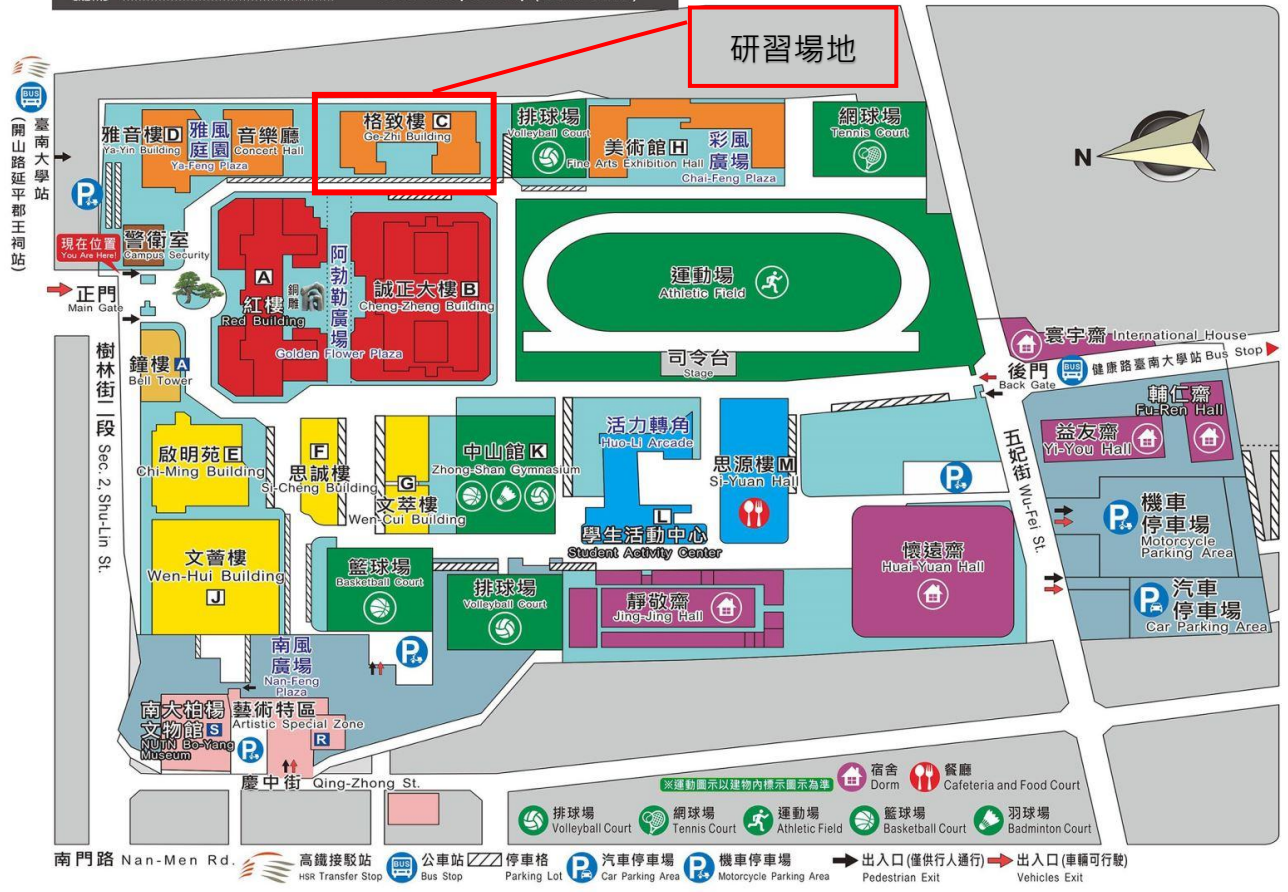 研習場地
臺南大學站
(開山路延平郡王祠站)
BUS
雅音樓 D
Ya-Yin Building
雅風
庭園
Ya-Feng Plaza
音樂廳
Concert Hall
格致樓 C
Ge-Zhi Building
排球場
Volleyball Court
美術館 H
Fine Arts Exhibition Hall
彩風
廣場
Chai-Feng Plaza
網球場
Tennis Court
N
P
警衛室
Campus Security
現在位置
You Are Here!
正門
Main Gate
A
紅樓
Red Building
銅雕
阿勃勒廣場
Golden Flower Plaza
誠正大樓 B
Cheng-Zheng Building
運動場
Athletic Field
司令台
Stage
寰宇齋 International House
後門
Back Gate
BUS
健康路臺南大學站 Bus Stop
鐘樓 A
Bell Tower
樹林街二段 Sec. 2, Shu-Lin St.
啟明苑 E
Chi-Ming Building
F
思誠樓
Si-Cheng Building
G
文萃樓
Wen-Cui Building
中山館 K
Zhong-Shan Gymnasium
活力轉角
Huo-Li Arcade
L
學生活動中心
Student Activity Center
思源樓 M
Si-Yuan Hall
P
輔仁齋
Fu-Ren Hall
益友齋
Yi-You Hall
五妃街 Wu-Fei St.
P
機車
停車場
Motorcycle
Parking Area
P
汽車
停車場
Car Parking Area
文薈樓
Wen-Hui Building
J
籃球場
Basketball Court
排球場
Volleyball Court
靜敬齋
Jing-Jing Hall
懷遠齋
Huai-Yuan Hall
P
南風
廣場
Nan-Feng
Plaza
南大柏楊
文物館 S
NUTN Bo-Yang
Museum
藝術特區
Artistic Special Zone
R
P
慶中街 Qing-Zhong St.
※運動圖示以建物內標示圖示為準
宿舍
Dorm
餐廳
Cafeteria and Food Court
排球場
Volleyball Court
網球場
Tennis Court
運動場
Athletic Field
籃球場
Basketball Court
羽球場
Badminton Court
南門路 Nan-Men Rd.
高鐵接駁站
HSR Transfer Stop
BUS
公車站
Bus Stop
停車格
Parking Lot
P
汽車停車場
Car Parking Area
P
機車停車場
Motorcycle Parking Area
出入口(僅供行人通行)
Pedestrian Exit
出入口(車輛可行駛)
Vehicles Exit